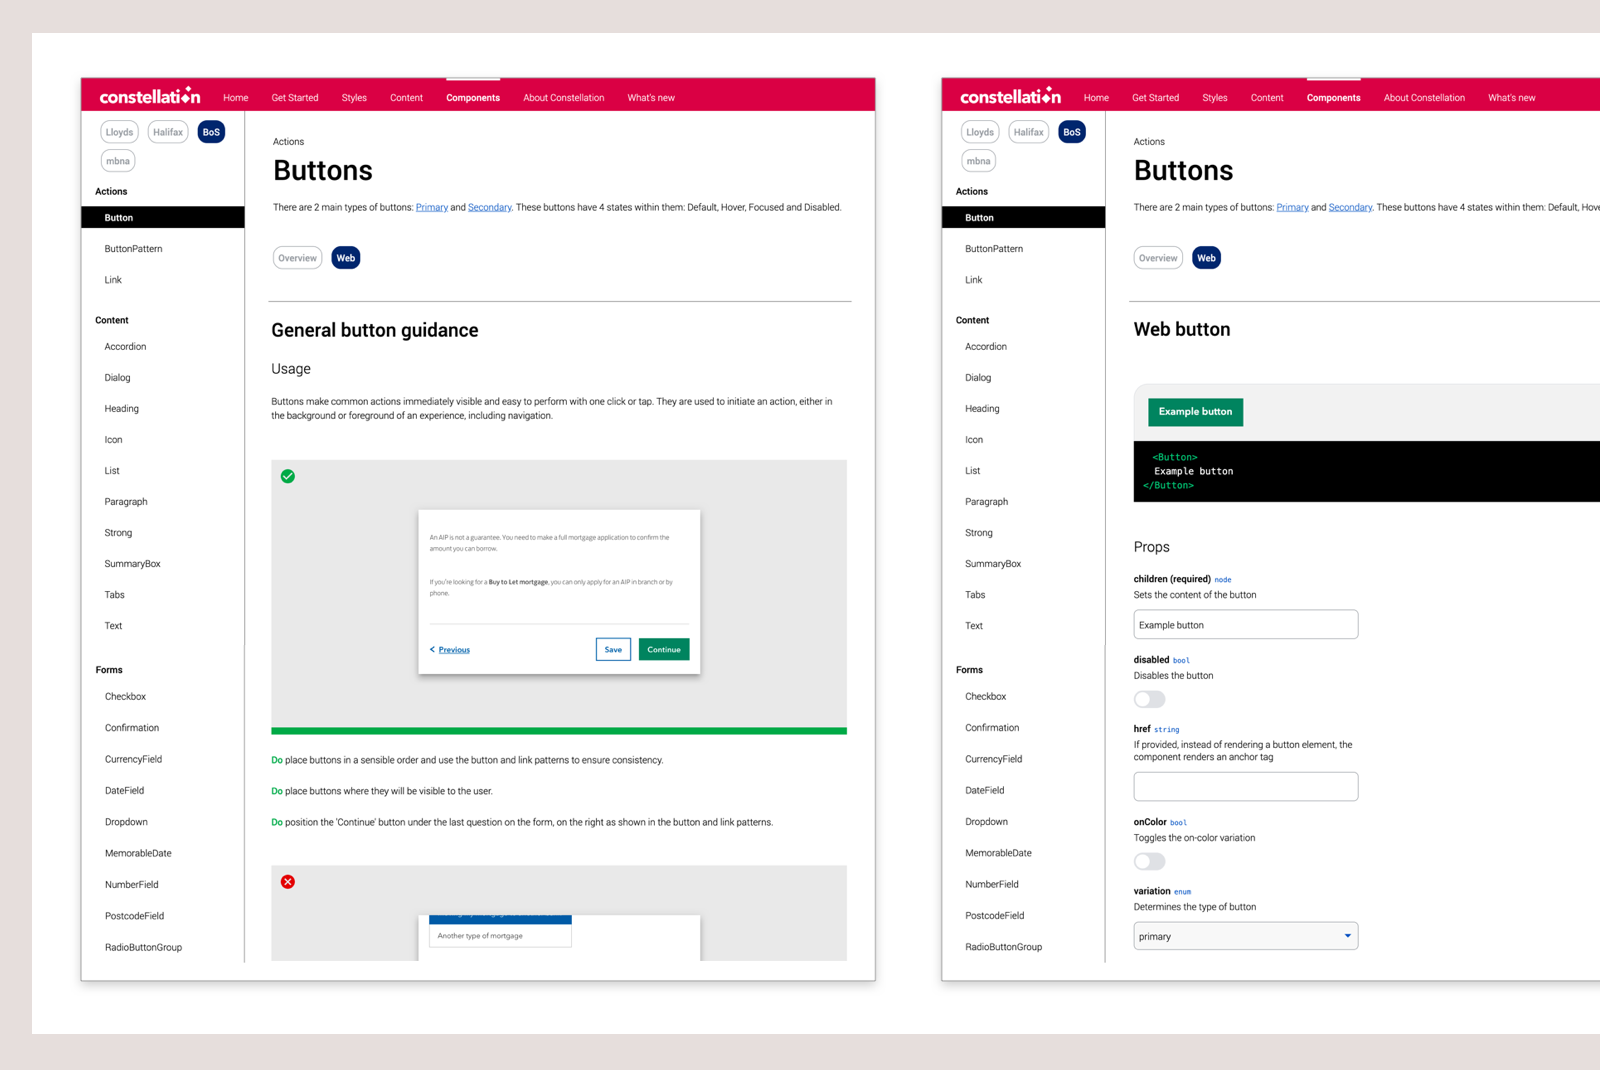 constellation Home Get Started Styles Content Components About Constellation What's new
Lloyds Halifax BoS
mbna
Actions
Button
ButtonPattern
Link
Content
Accordion
Dialog
Heading
Icon
List
Paragraph
Strong
SummaryBox
Tabs
Text
Forms
Checkbox
Confirmation
CurrencyField
DateField
Dropdown
MemorableDate
NumberField
PostcodeField
RadioButtonGroup
Actions
Buttons
There are 2 main types of buttons: Primary and Secondary. These buttons have 4 states within them: Default, Hover, Focused and Disabled.
Overview Web
General button guidance
Usage
Buttons make common actions immediately visible and easy to perform with one click or tap. They are used to initiate an action, either in
the background or foreground of an experience, including navigation.
An AIP is not a guarantee. You need to make a full mortgage application to confirm the
amount you can borrow.
If you're looking for a Buy to Let mortgage, you can only apply for an AIP in branch or by
phone.
Previous Save Continue
Do place buttons in a sensible order and use the button and link patterns to ensure consistency.
Do place buttons where they will be visible to the user.
Do position the 'Continue' button under the last question on the form, on the right as shown in the button and link patterns.
Another type of mortgage
constellation Home Get Started Styles Content Components About Constellation What's new
Lloyds Halifax BoS
mbna
Actions
Button
ButtonPattern
Link
Content
Accordion
Dialog
Heading
Icon
List
Paragraph
Strong
SummaryBox
Tabs
Text
Forms
Checkbox
Confirmation
CurrencyField
DateField
Dropdown
MemorableDate
NumberField
PostcodeField
RadioButtonGroup
Actions
Buttons
There are 2 main types of buttons: Primary and Secondary. These buttons have 4 states within them: Default,
Overview Web
Web button
Example button
<Button>
Example button
</Button>
Props
children (required) node
Sets the content of the button
Example button
disabled bool
Disables the button
href string
If provided, instead of rendering a button element, the
component renders an anchor tag
onColor bool
Toggles the on-color variation
variation enum
Determines the type of button
primary